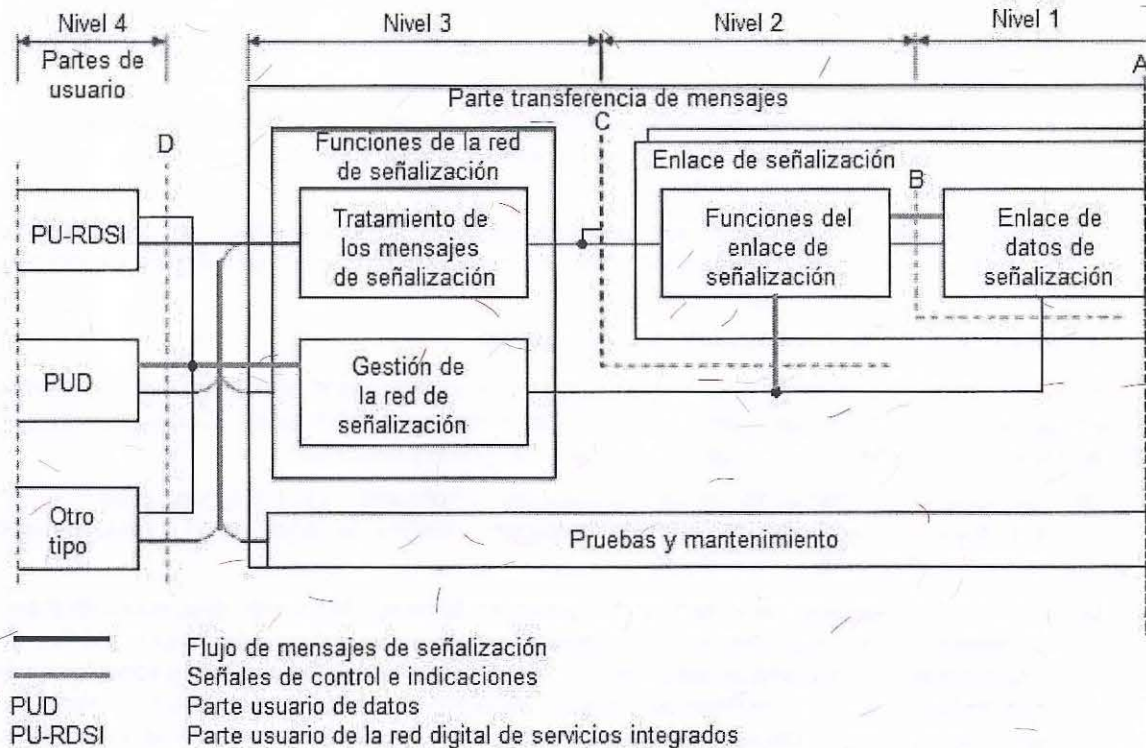 Nivel 4
Nivel 3
Nivel 2
Nivel 1
Partes de
usuario
A
Parte transferencia de mensajes
C
D
Funciones de la red
de señalización
Enlace de señalización
B
PU-RDSI
Tratamiento de
los mensajes
de señalización
Funciones del
enlace de
señalización
Enlace de
datos de
señalización
PUD
Gestión de
la red de
señalización
Otro
tipo
Pruebas y mantenimiento
Flujo de mensajes de señalización
Señales de control e indicaciones
PUD Parte usuario de datos
PU-RDSI Parte usuario de la red digital de servicios integrados